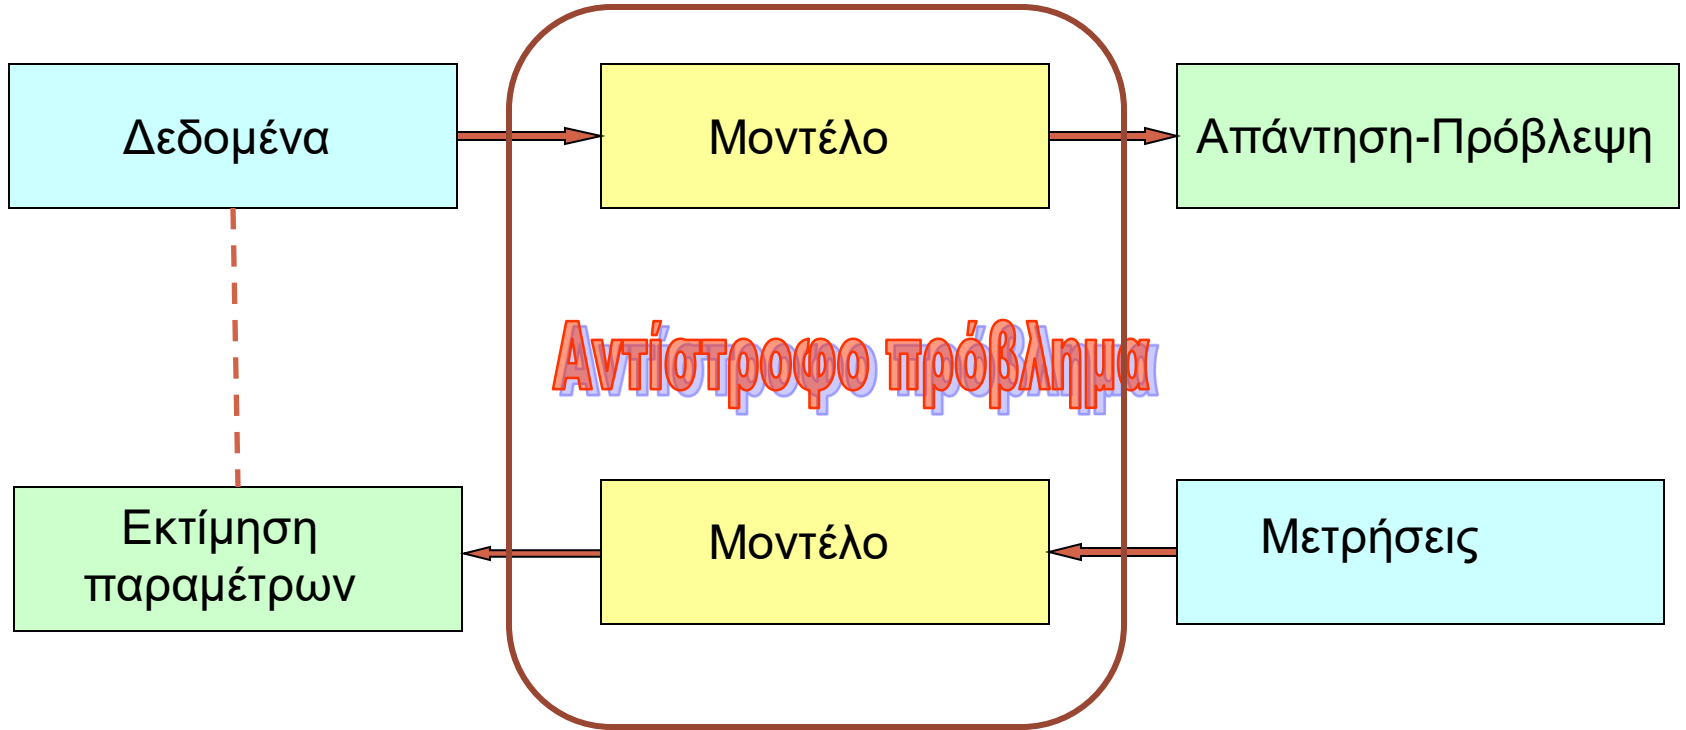 Δεδομένα
Μοντέλο
Απάντηση-Πρόβλεψη
Αντίστροφο πρόβλημα
Εκτίμηση
παραμέτρων
Μοντέλο
Μετρήσεις